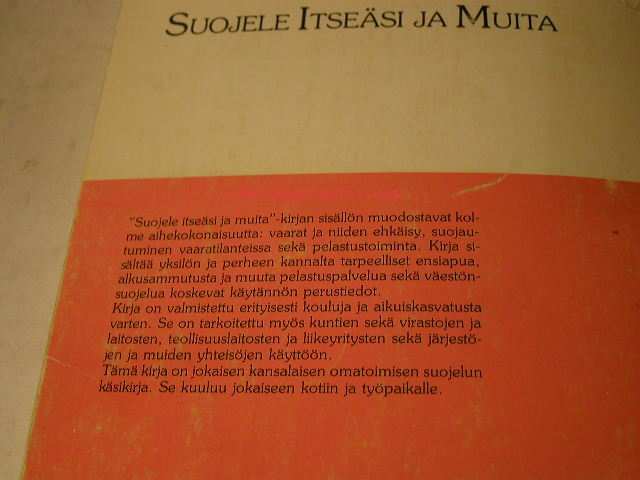 SUOJELE ITSEÄSI JA MUITA
"Suojele itseäsi ja muita"-kirjan sisällön muodostavat kol-
me aihekokonaisuutta: vaarat ja niiden ehkäisy, suojau-
tuminen vaaratilanteissa sekä pelastustoiminta. Kirja si-
sältää yksilön ja perheen kannalta tarpeelliset ensiapua,
alkusammutusta ja muuta pelastuspalvelua sekä väestön-
suojelua koskevat käytännön perustiedot.
Kirja on valmistettu erityisesti kouluja ja aikuiskasvatusta
varten. Se on tarkoitettu myös kuntien sekä virastojen ja
laitosten, teollisuuslaitosten ja liikeyritysten sekä järjestö-
jen ja muiden yhteisöjen käyttöön.
Tämä kirja on jokaisen kansalaisen omatoimisen suojelun
käsikirja. Se kuuluu jokaiseen kotiin ja työpaikalle.